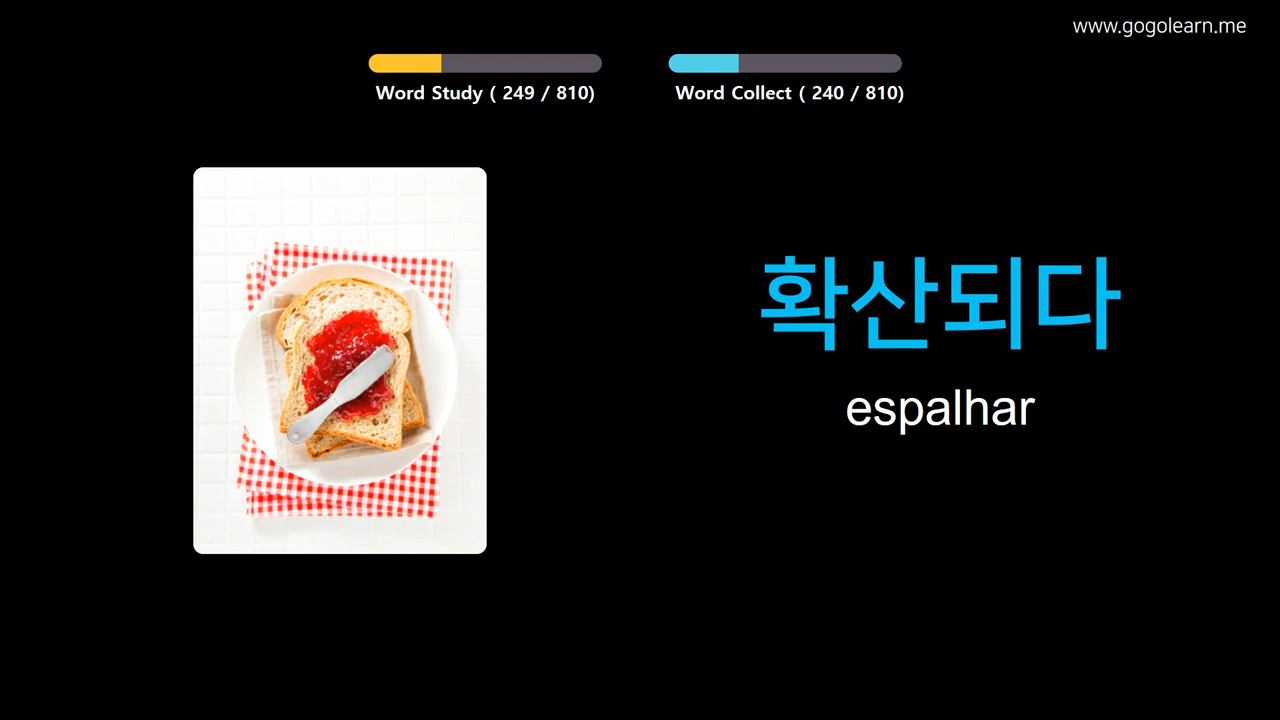 www.gogolearn.me
Word Study ( 249 / 810)
Word Collect ( 240 / 810)
확산되다
espalhar